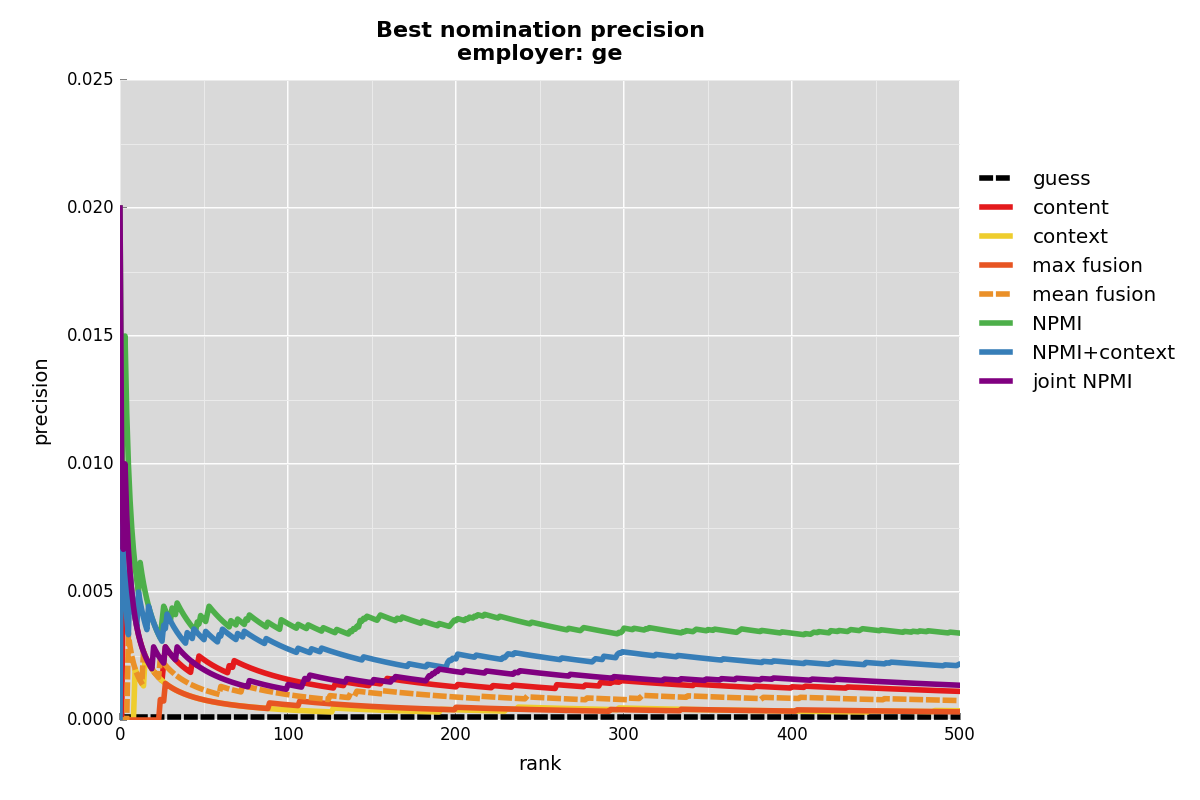 Best nomination precision
employer: ge
0.025
0.020
0.015
0.010
0.005
0.000
precision
0
100
200
300
400
500
rank
guess
content
context
max fusion
mean fusion
NPMI
NPMI+context
joint NPMI